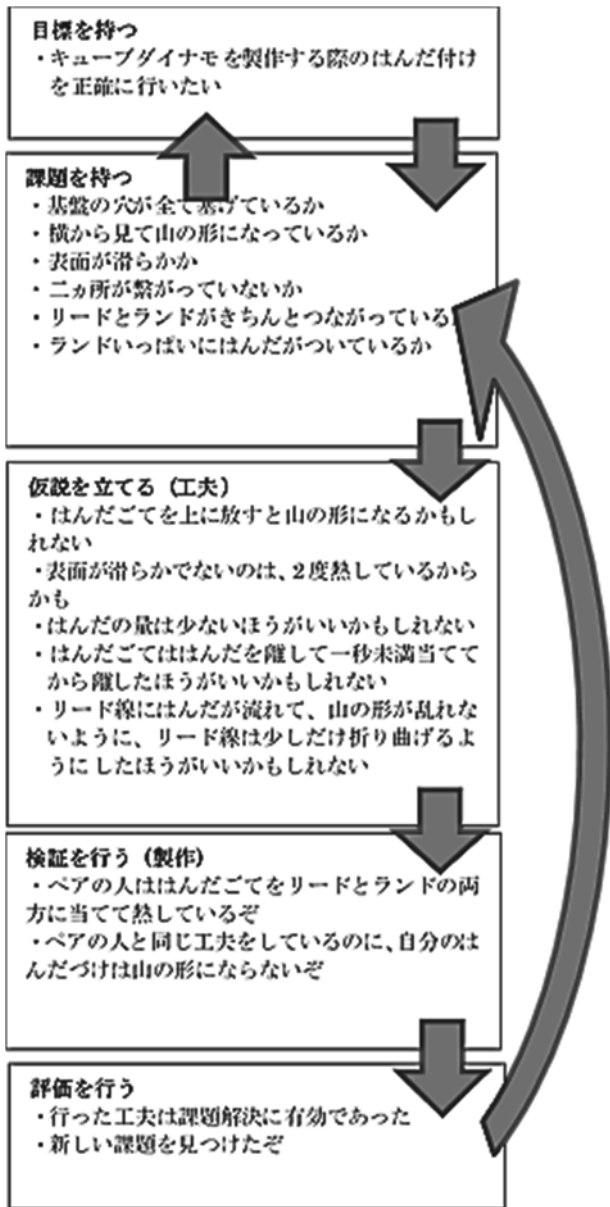 目標を持つ
・キューブダイナモを製作する際のはんだ付け
を正確に行いたい
課題を持つ
・基盤の穴が全て塞げているか
・横から見て山の形になっているか
・表面が滑らかか
・二ヵ所が繋がっていないか
・リードとランドがきちんとつながっている
・ランドいっぱいにはんだがついているか
仮説を立てる（工夫）
・はんだごてを上に放すと山の形になるかもし
れない
・表面が滑らかでないのは、2度熱しているから
かも
・はんだの量は少ないほうがいいかもしれない
・はんだごてははんだを離して一秒未満当てて
から離したほうがいいかもしれない
・リード線にはんだが流れて、山の形が乱れな
いように、リード線は少しだけ折り曲げるよ
うにしたほうがいいかもしれない
検証を行う（製作）
・ペアの人ははんだごてをリードとランドの両
方に当てて熱しているぞ
・ペアの人と同じ工夫をしているのに、自分のは
んだづけは山の形にならないぞ
評価を行う
・行った工夫は課題解決に有効であった
・新しい課題を見つけたぞ